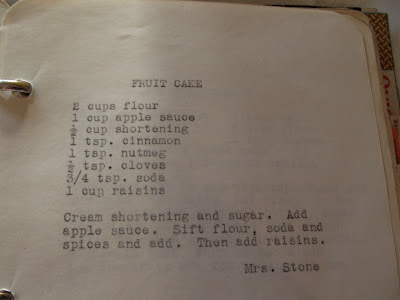 FRUIT CAKE
2 cups flour
1 cup apple sauce
½ cup shortening
1 tsp. cinnamon
1 tsp. nutmeg
½ tsp. cloves
3/4 tsp. soda
1 cup raisins
Cream shortening and sugar. Add
apple sauce. Sift flour, soda and
spices and add. Then add raisins.
Mrs. Stone